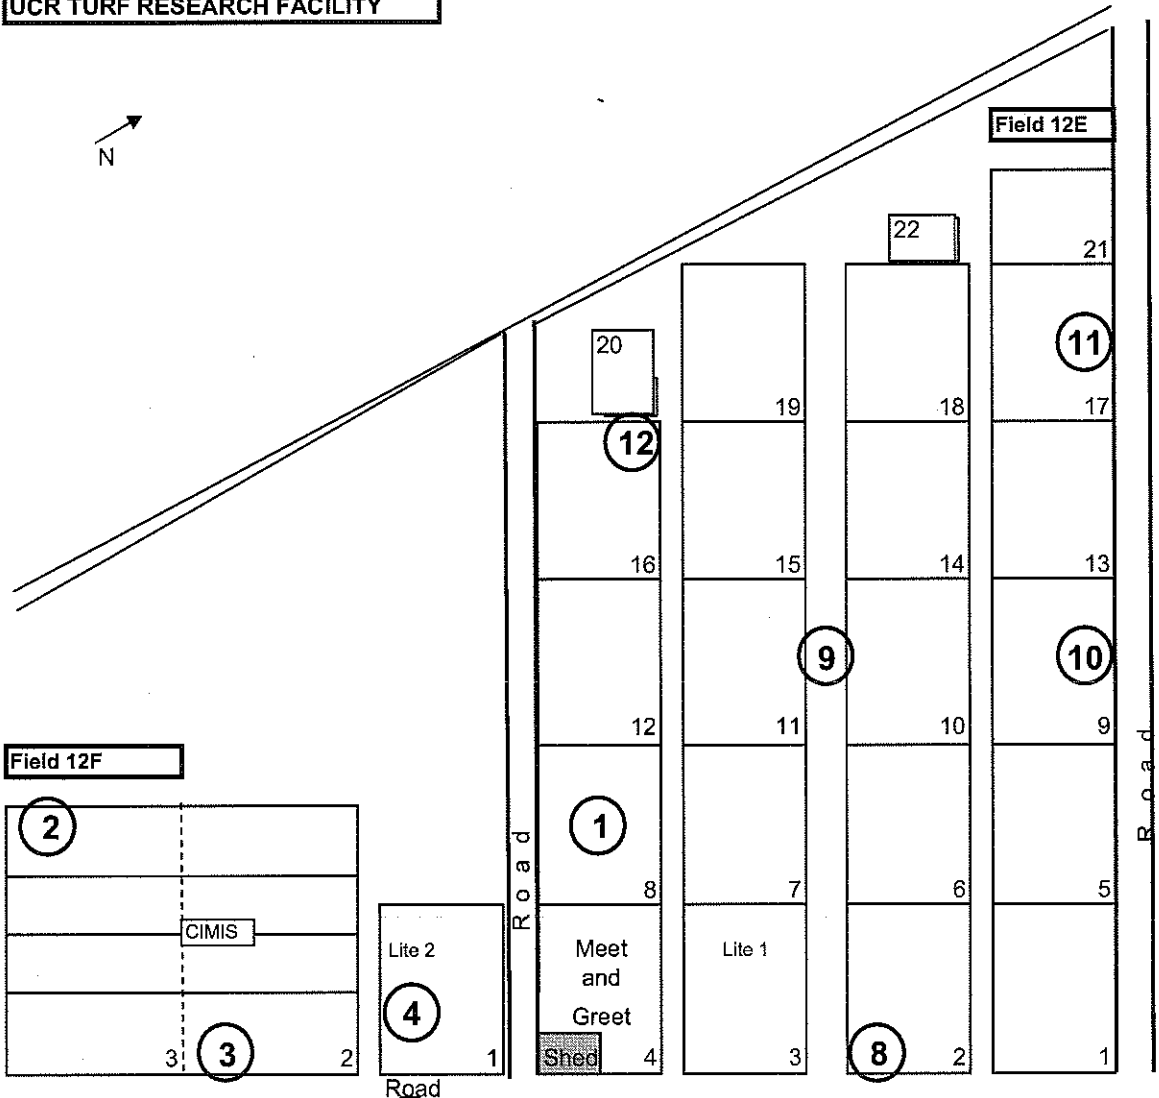 UCR TURF RESEARCH FACILITY
N
Field 12E
22
21
20
11
19
18
17
12
16
15
14
13
9
10
12
11
10
9
Field 12F
Road
2
1
Road
8
7
6
5
CIMIS
Lite 2
Meet
and
Greet
Lite 1
4
3
3
2
1
Shed
4
3
8
2
1
Road